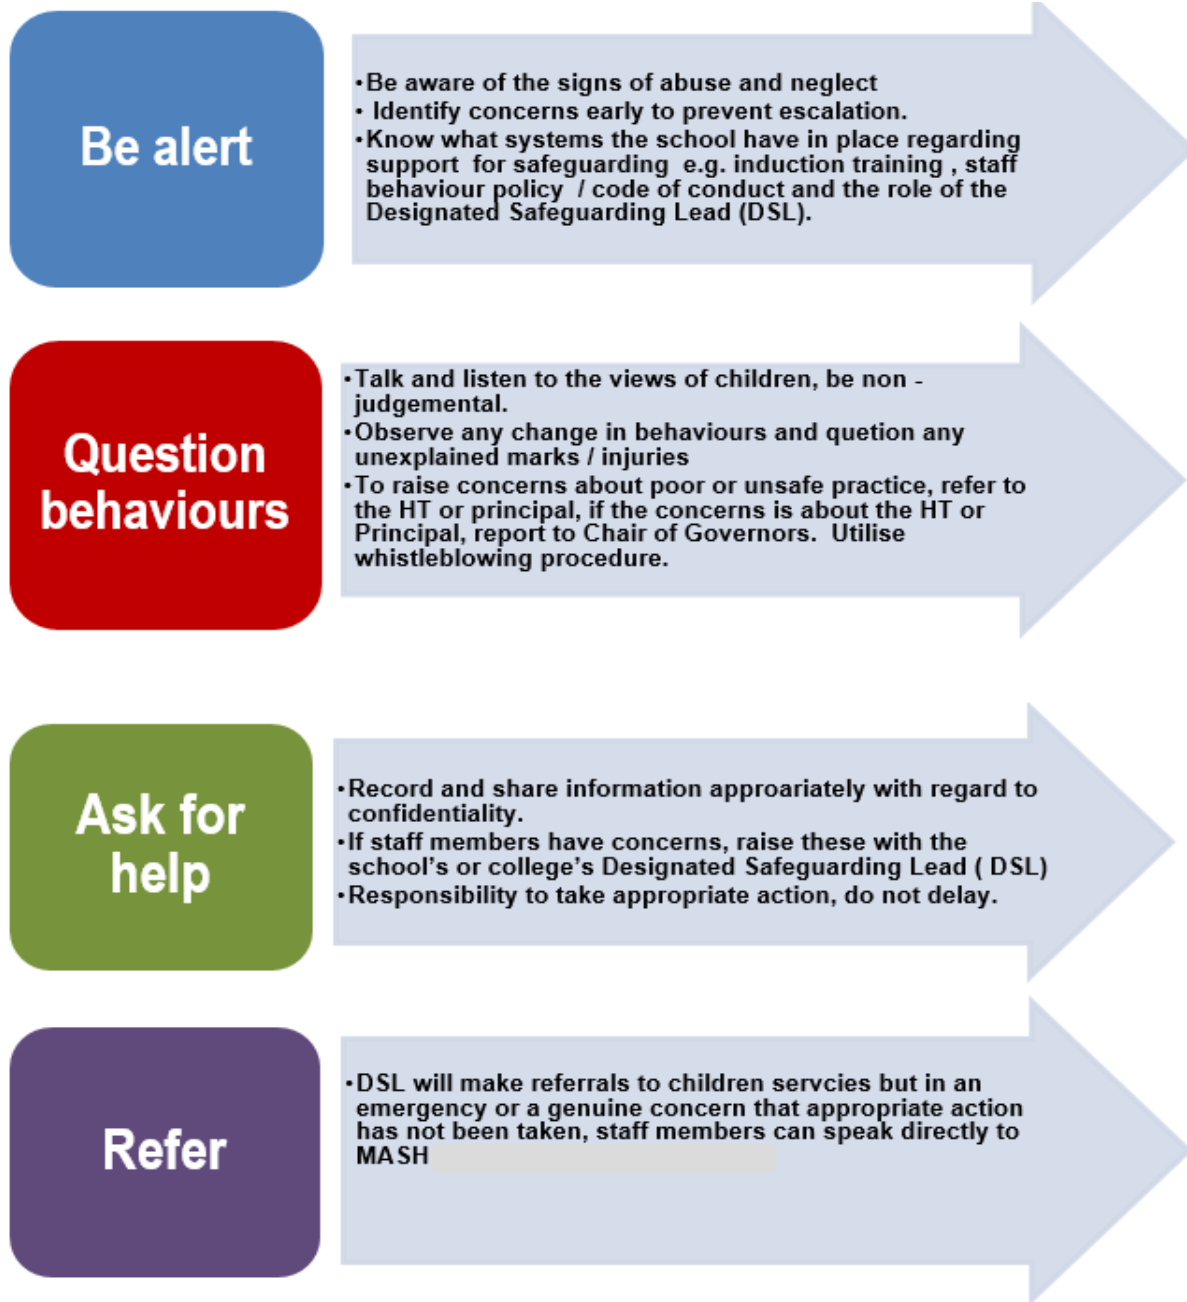 Be alert
•Be aware of the signs of abuse and neglect
• Identify concerns early to prevent escalation.
•Know what systems the school have in place regarding
support for safeguarding e.g. induction training , staff
behaviour policy / code of conduct and the role of the
Designated Safeguarding Lead (DSL).
Question
behaviours
•Talk and listen to the views of children, be non -
judgemental.
•Observe any change in behaviours and quetion any
unexplained marks / injuries
•To raise concerns about poor or unsafe practice, refer to
the HT or principal, if the concerns is about the HT or
Principal, report to Chair of Governors. Utilise
whistleblowing procedure.
Ask for
help
•Record and share information approariately with regard to
confidentiality.
•If staff members have concerns, raise these with the
school's or college's Designated Safeguarding Lead ( DSL)
•Responsibility to take appropriate action, do not delay.
Refer
•DSL will make referrals to children servcies but in an
emergency or a genuine concern that appropriate action
has not been taken, staff members can speak directly to
MASH